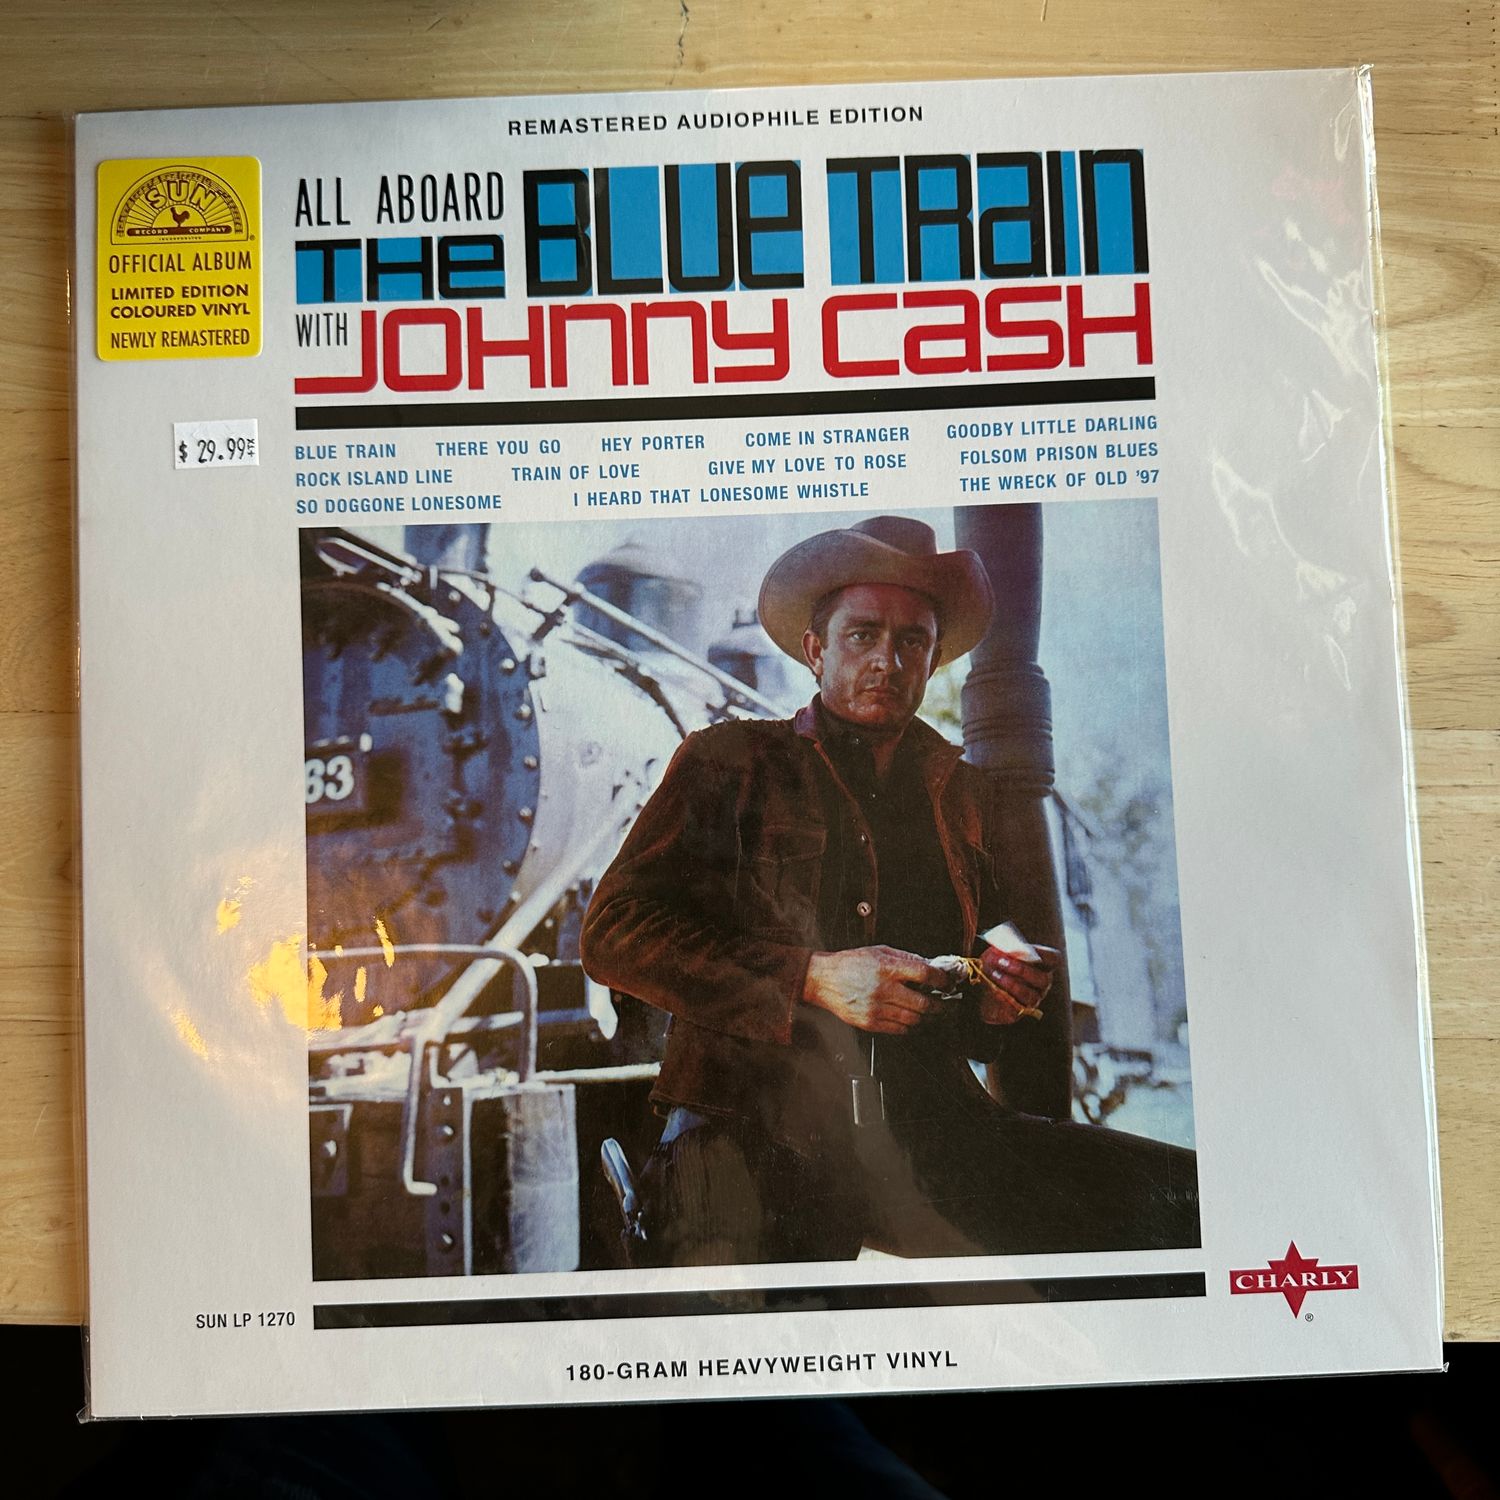 REMASTERED AUDIOPHILE EDITION
ALL ABOARD
THE BLUE TRAIN
WITH JOHNNY CASH
SUN
RECORD COMPANY
INCORPORATED
OFFICIAL ALBUM
LIMITED EDITION
COLOURED VINYL
NEWLY REMASTERED
$ 29.99
BLUE TRAIN THERE YOU GO HEY PORTER COME IN STRANGER GOODBY LITTLE DARLING
ROCK ISLAND LINE TRAIN OF LOVE GIVE MY LOVE TO ROSE FOLSOM PRISON BLUES
SO DOGGONE LONESOME I HEARD THAT LONESOME WHISTLE THE WRECK OF OLD '97
63
CHARLY
®
SUN LP 1270
180-GRAM HEAVYWEIGHT VINYL